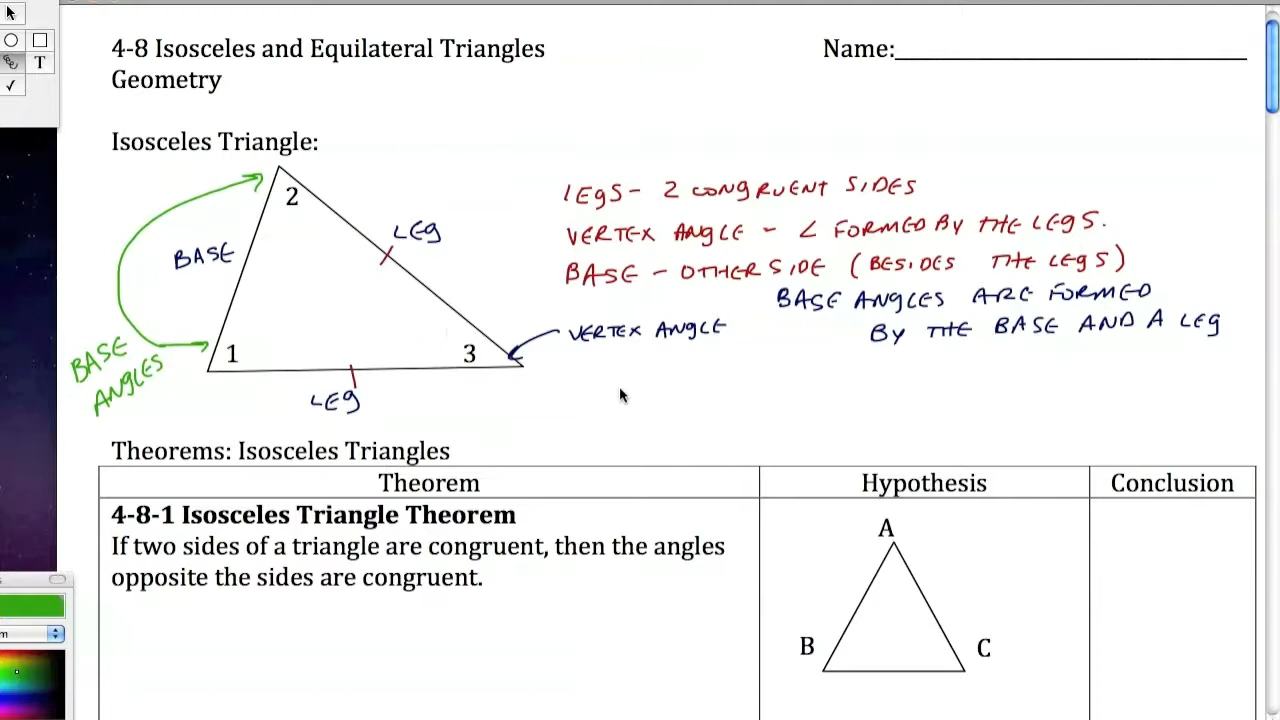 4-8 Isosceles and Equilateral Triangles
Name:
Geometry
Isosceles Triangle:
2
LEG
BASE
1
3
LEG
BASE
ANGLES
LEGS - 2 CONGRUENT SIDES
VERTEX ANGLE - ∠ FORMED BY THE LEGS.
BASE - OTHER SIDE (BESIDES THE LEGS)
BASE ANGLES ARE FORMED
BY THE BASE AND A LEG
VERTEX ANGLE
Theorems: Isosceles Triangles
Theorem
Hypothesis
Conclusion
4-8-1 Isosceles Triangle Theorem
If two sides of a triangle are congruent, then the angles
opposite the sides are congruent.
A
B
C
T